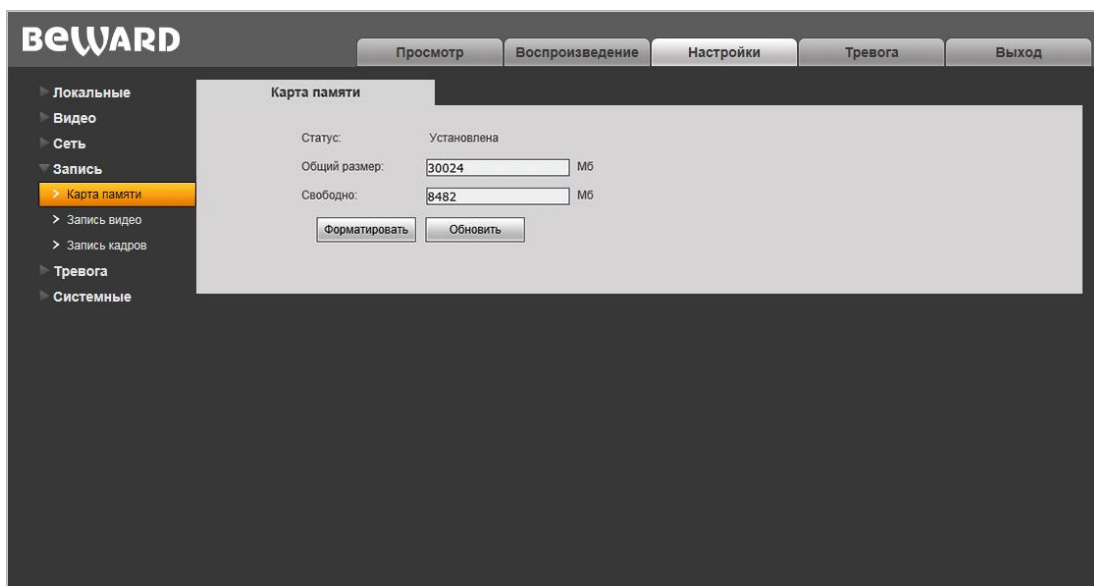 BEWARD
Просмотр Воспроизведение Настройки Тревога Выход
Локальные
Видео
Сеть
Запись
> Карта памяти
> Запись видео
> Запись кадров
Тревога
Системные
Карта памяти
Статус: Установлена
Общий размер: 30024 Мб
Свободно: 8482 Мб
Форматировать Обновить